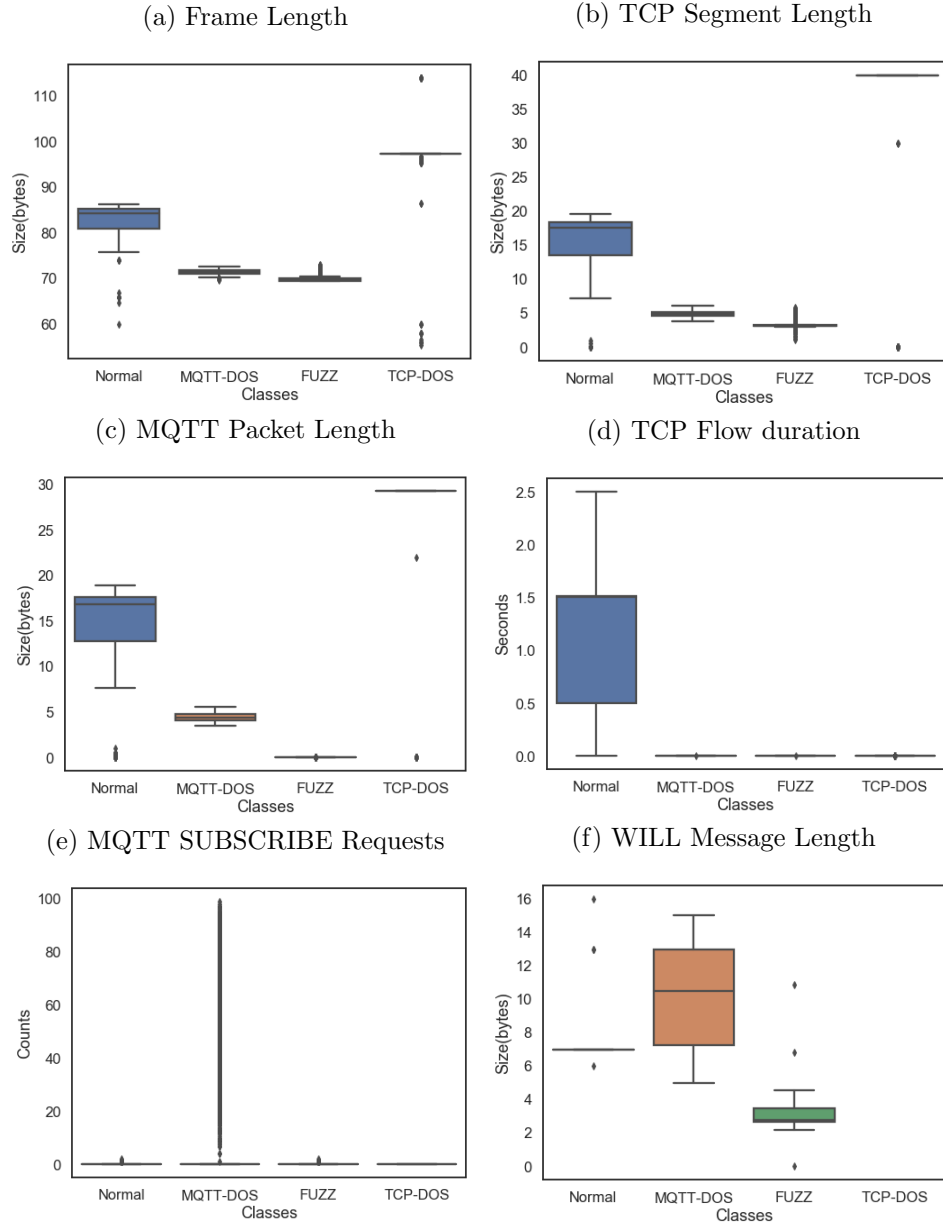 (a) Frame Length
(b) TCP Segment Length
110
100
90
80
70
60
Size(bytes)
Normal MQTT-DOS FUZZ TCP-DOS
Classes
40
35
30
25
20
15
10
5
0
Size(bytes)
Normal MQTT-DOS FUZZ TCP-DOS
Classes
(c) MQTT Packet Length
(d) TCP Flow duration
30
25
20
15
10
5
0
Size(bytes)
Normal MQTT-DOS FUZZ TCP-DOS
Classes
2.5
2.0
1.5
1.0
0.5
0.0
Seconds
Normal MQTT-DOS FUZZ TCP-DOS
Classes
(e) MQTT SUBSCRIBE Requests
(f) WILL Message Length
100
80
60
40
20
0
Counts
Normal MQTT-DOS FUZZ TCP-DOS
Classes
16
14
12
10
8
6
4
2
0
Size(bytes)
Normal MQTT-DOS FUZZ TCP-DOS
Classes